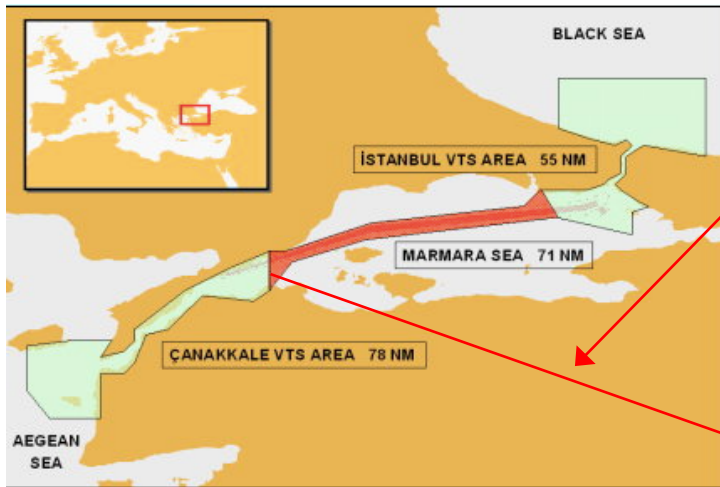 BLACK SEA
İSTANBUL VTS AREA 55 NM
MARMARA SEA 71 NM
ÇANAKKALE VTS AREA 78 NM
AEGEAN
SEA